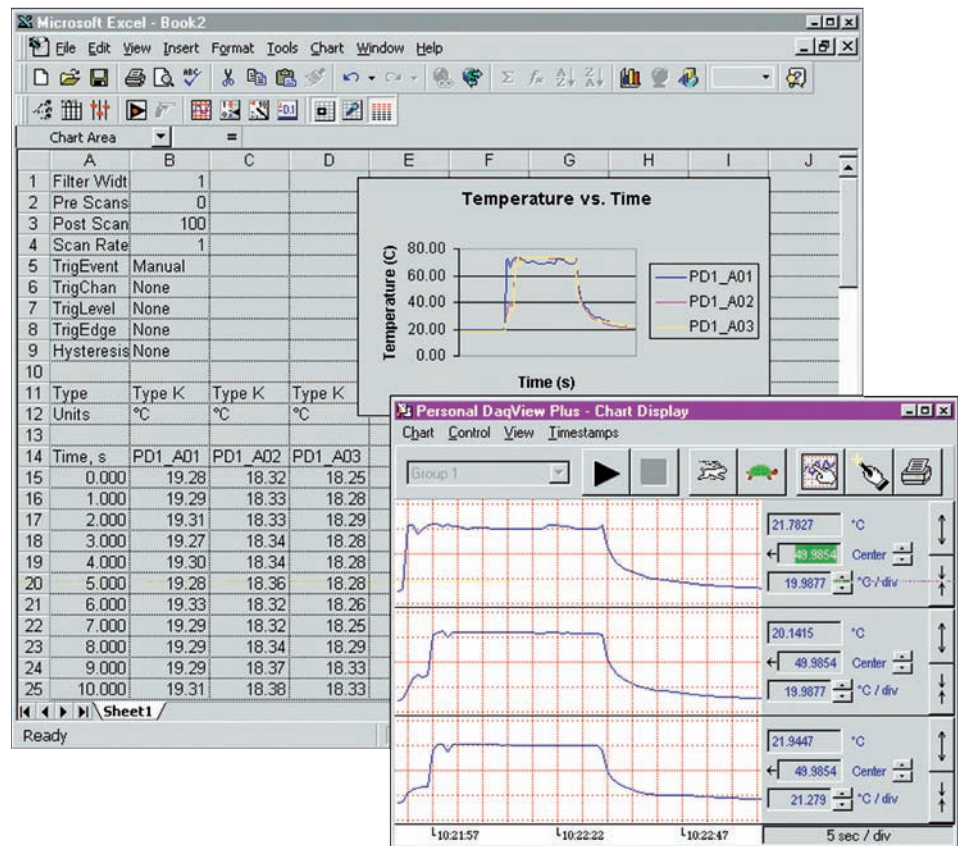 Microsoft Excel - Book2
File Edit View Insert Format Tools Chart Window Help
Chart Area =
A B C D E F G H I J
1 Filter Widt 1
2 Pre Scans 0
3 Post Scan 100
4 Scan Rate 1
5 TrigEvent Manual
6 TrigChan None
7 TrigLevel None
8 TrigEdge None
9 Hysteresis None
10
11 Type Type K Type K Type K
12 Units °C °C °C
13
14 Time, s PD1_A01 PD1_A02 PD1_A03
15 0.000 19.28 18.32 18.25
16 1.000 19.29 18.33 18.28
17 2.000 19.31 18.33 18.29
18 3.000 19.27 18.34 18.28
19 4.000 19.30 18.34 18.28
20 5.000 19.28 18.36 18.28
21 6.000 19.33 18.32 18.26
22 7.000 19.29 18.32 18.25
23 8.000 19.29 18.34 18.29
24 9.000 19.29 18.37 18.33
25 10.000 19.31 18.38 18.33
Sheet1
Ready
Temperature vs. Time
Temperature (C)
80.00
60.00
40.00
20.00
0.00
Time (s)
PD1_A01
PD1_A02
PD1_A03
Personal DaqView Plus - Chart Display
Chart Control View Timestamps
Group 1
21.7827 °C
49.9854 Center
19.9877 °C / div
20.1415 °C
49.9854 Center
19.9877 °C / div
21.9447 °C
49.9854 Center
21.279 °C / div
10:21:57 10:22:22 10:22:47 5 sec / div